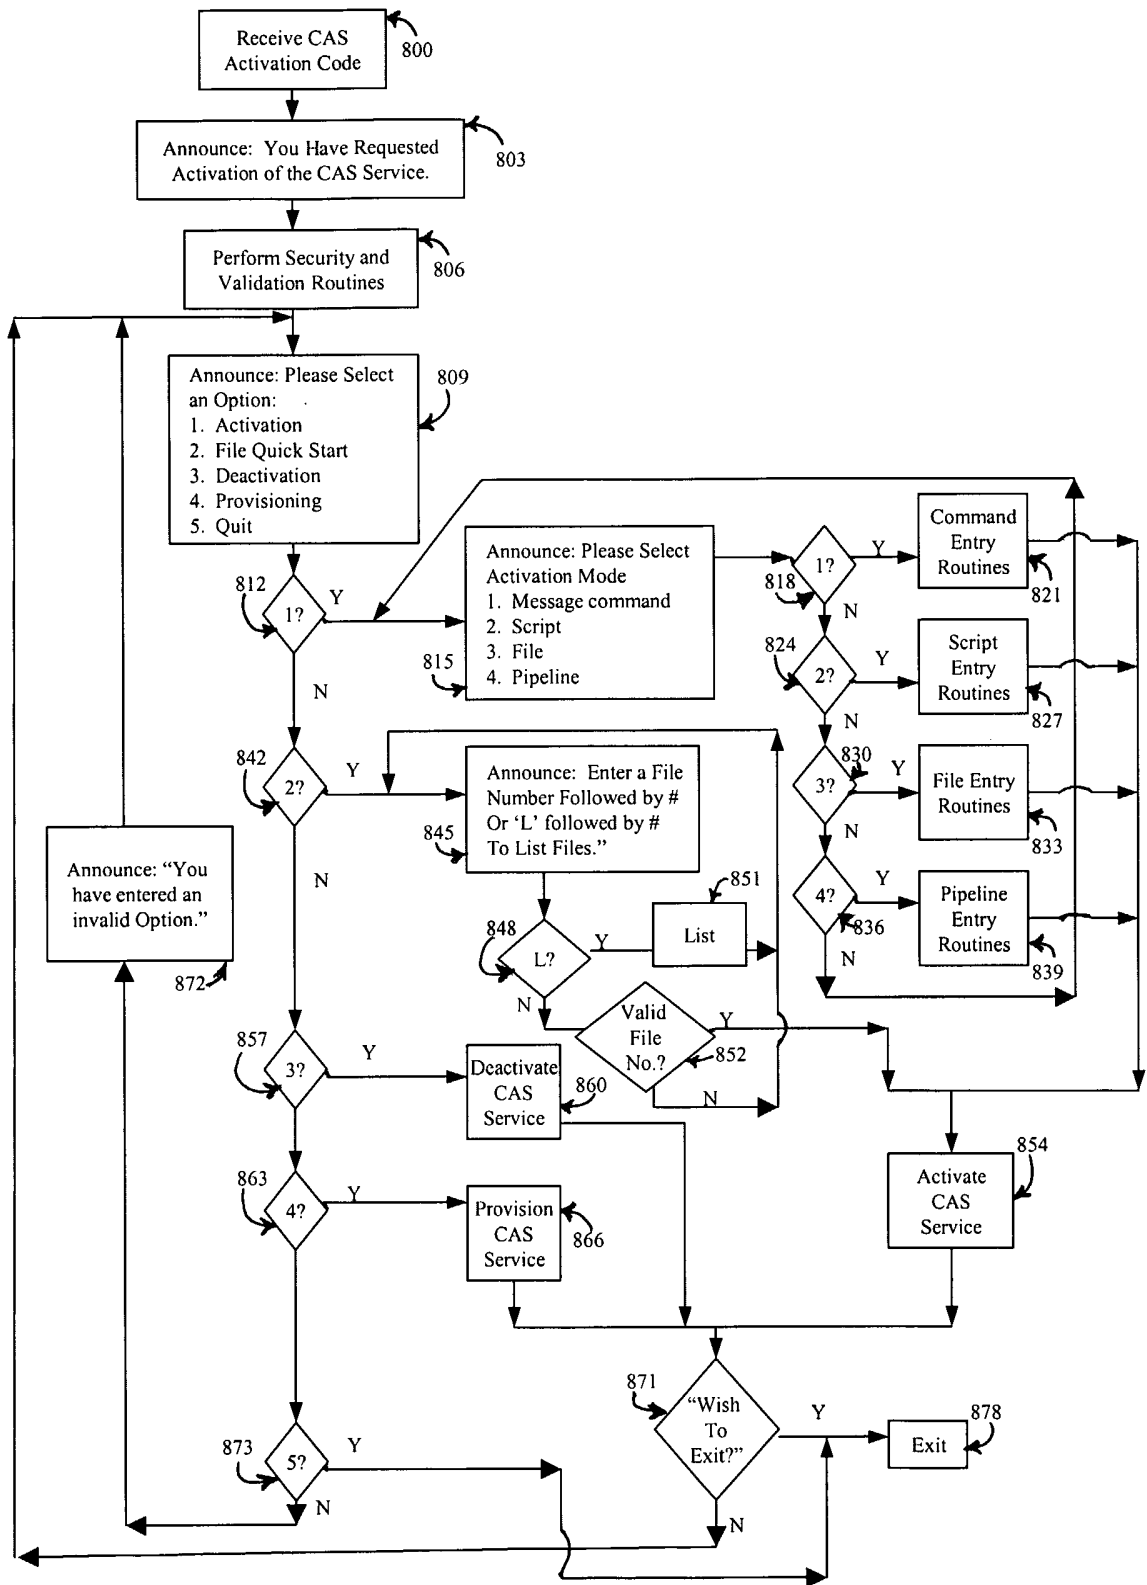 Receive CAS
Activation Code
800
Announce: You Have Requested
Activation of the CAS Service.
803
Perform Security and
Validation Routines
806
Announce: Please Select
an Option:
1. Activation
2. File Quick Start
3. Deactivation
4. Provisioning
5. Quit
809
812
1?
Y
N
Announce: Please Select
Activation Mode
1. Message command
2. Script
3. File
4. Pipeline
815
1?
818
Y
N
Command
Entry
Routines
821
824
2?
Y
N
Script
Entry
Routines
827
830
3?
Y
N
File Entry
Routines
833
4?
836
Y
N
Pipeline
Entry
Routines
839
842
2?
Y
N
Announce: Enter a File
Number Followed by #
Or ‘L’ followed by #
To List Files.”
845
848
L?
Y
N
List
851
Valid
File
No.?
852
Y
N
Announce: “You
have entered an
invalid Option.”
872
857
3?
Y
Deactivate
CAS
Service
860
863
4?
Y
Provision
CAS
Service
866
Activate
CAS
Service
854
871
“Wish
To
Exit?”
Y
N
Exit
878
873
5?
Y
N